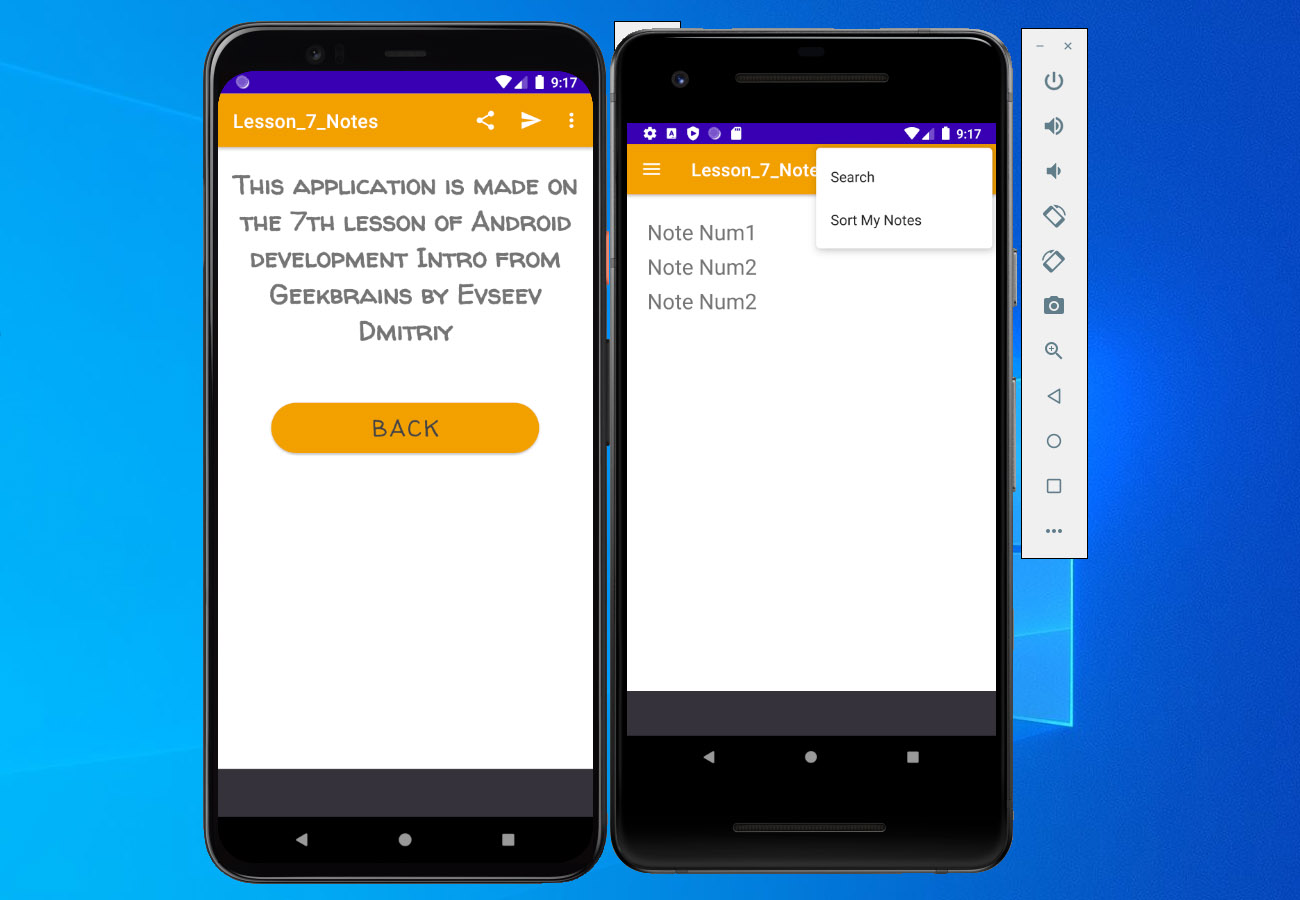 9:17
Lesson_7_Notes
This application is made on
the 7th lesson of Android
development Intro from
Geekbrains by Evseev
Dmitriy
BACK
9:17
Lesson_7_Note
Search
Sort My Notes
Note Num1
Note Num2
Note Num2